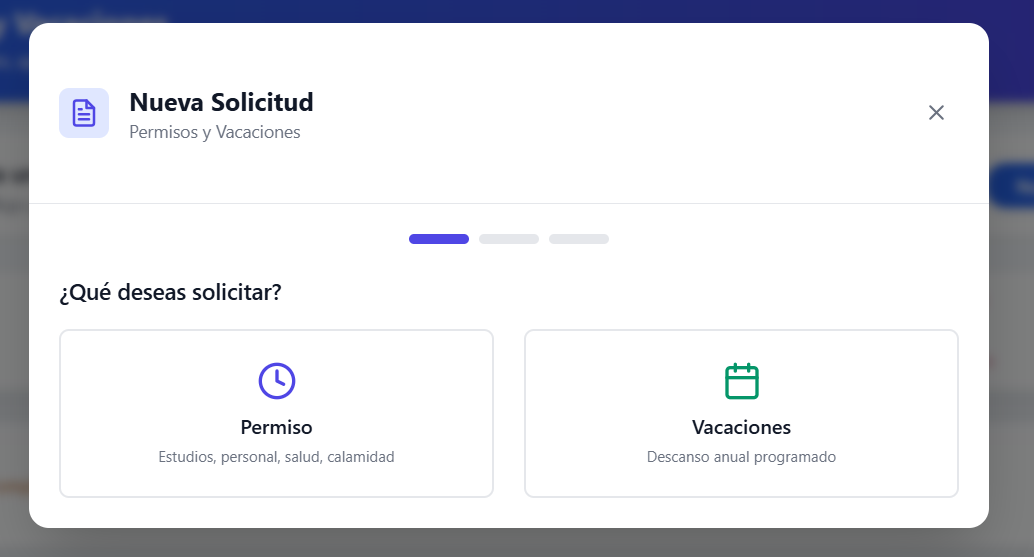 Nueva Solicitud
Permisos y Vacaciones
¿Qué deseas solicitar?
Permiso
Estudios, personal, salud, calamidad
Vacaciones
Descanso anual programado